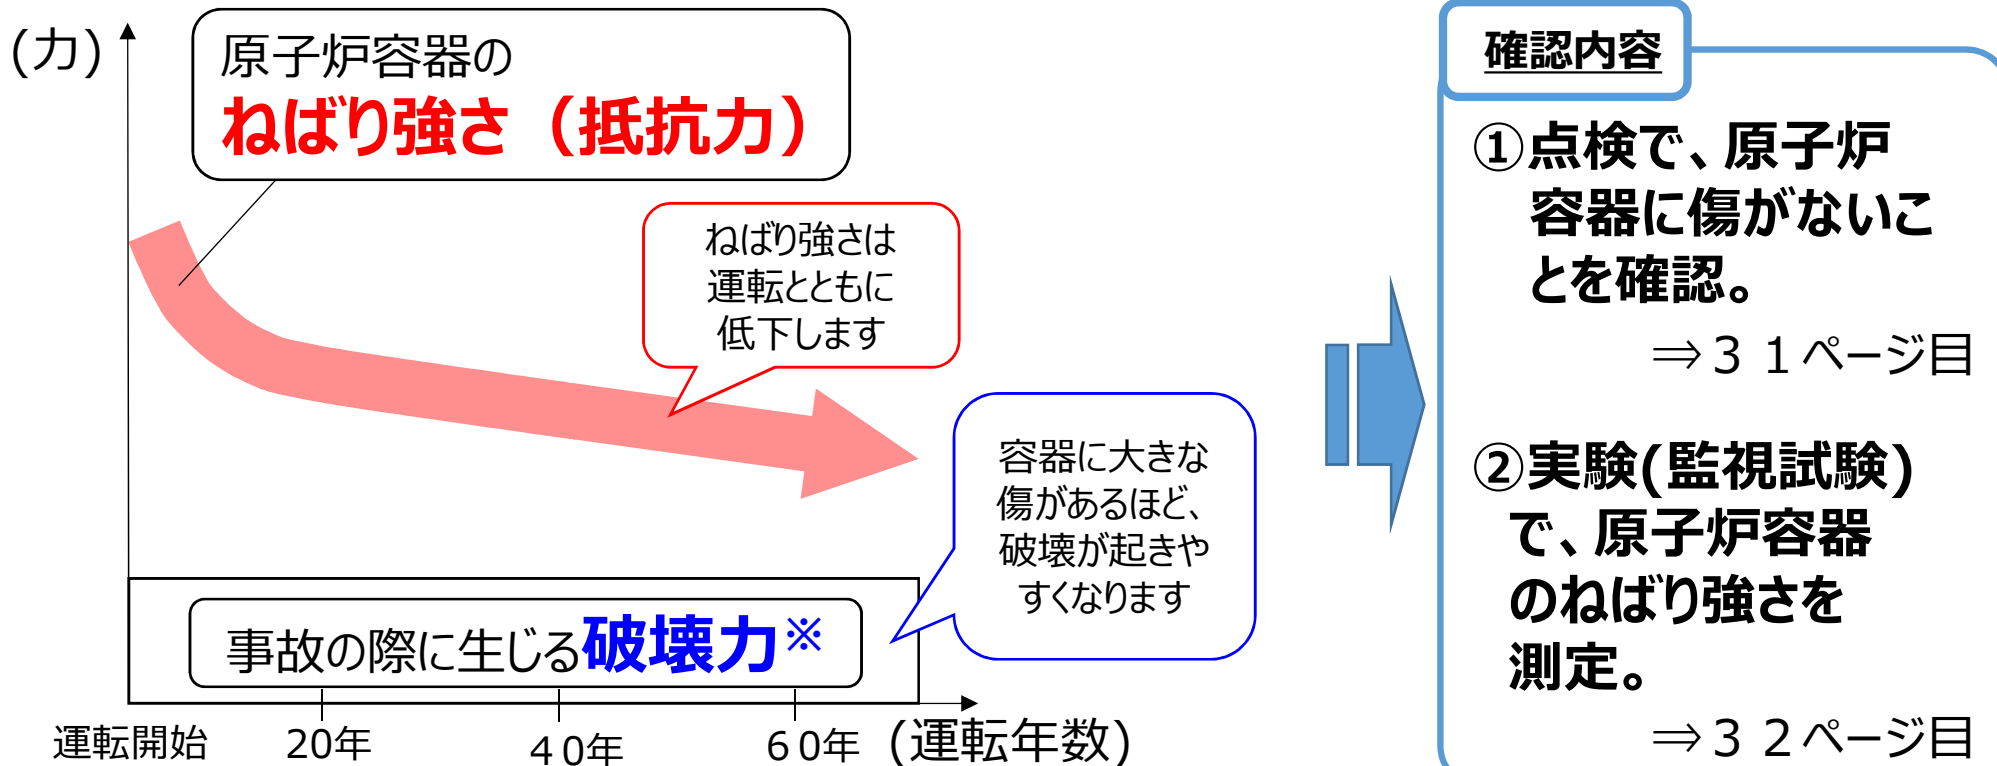 (力)
原子炉容器の
ねばり強さ（抵抗力）
ねばり強さは
運転とともに
低下します
容器に大きな
傷があるほど、
破壊が起きや
すくなります
事故の際に生じる破壊力※
運転開始
20年
４０年
６０年
(運転年数)
確認内容
①点検で、原子炉
容器に傷がないこ
とを確認。
⇒３１ページ目
②実験(監視試験)
で、原子炉容器
のねばり強さを
測定。
⇒３２ページ目